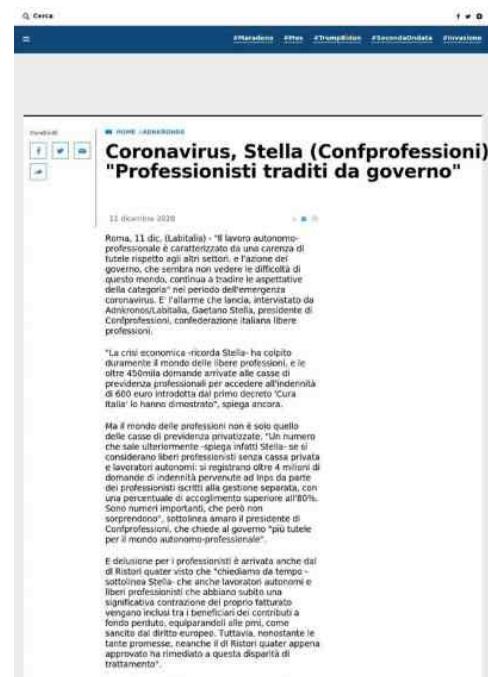 Cerca
#Maradona #Mes #TrumpBiden #SecondaOndata #Invasione
Condividi
HOME / ADNKRONOS
Coronavirus, Stella (Confprofessioni)
"Professionisti traditi da governo"
11 dicembre 2020
Roma, 11 dic. (Labitalia) - "Il lavoro autonomo-
professionale è caratterizzato da una carenza di
tutele rispetto agli altri settori, e l'azione del
governo, che sembra non vedere le difficoltà di
questo mondo, continua a tradire le aspettative
della categoria" nel periodo dell'emergenza
coronavirus. E' l'allarme che lancia, intervistato da
Adnkronos/Labitalia, Gaetano Stella, presidente di
Confprofessioni, confederazione italiana libere
professioni.
"La crisi economica -ricorda Stella- ha colpito
duramente il mondo delle libere professioni, e le
oltre 450mila domande arrivate alle casse di
previdenza professionali per accedere all'indennità
di 600 euro introdotta dal primo decreto 'Cura
Italia' lo hanno dimostrato", spiega ancora.
Ma il mondo delle professioni non è solo quello
delle casse di previdenza privatizzate. "Un numero
che sale ulteriormente -spiega infatti Stella- se si
considerano liberi professionisti senza cassa privata
e lavoratori autonomi: si registrano oltre 4 milioni di
domande di indennità pervenute ad Inps da parte
dei professionisti iscritti alla gestione separata, con
una percentuale di accoglimento superiore all'80%.
Sono numeri importanti, che però non
sorprendono", sottolinea amaro il presidente di
Confprofessioni, che chiede al governo "più tutele
per il mondo autonomo-professionale".
E delusione per i professionisti è arrivata anche dal
dl Ristori quater visto che "chiediamo da tempo -
sottolinea Stella- che anche lavoratori autonomi e
liberi professionisti che abbiano subito una
significativa contrazione del proprio fatturato
vengano inclusi tra i beneficiari dei contributi a
fondo perduto, equiparandoli alle pmi, come
sancito dal diritto europeo. Tuttavia, nonostante le
tante promesse, neanche il dl Ristori quater appena
approvato ha rimediato a questa disparità di
trattamento".